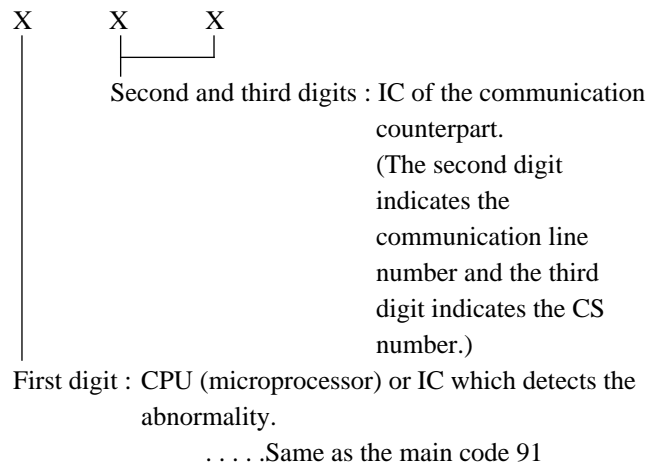 X X X
Second and third digits : IC of the communication
counterpart.
(The second digit
indicates the
communication line
number and the third
digit indicates the CS
number.)
First digit : CPU (microprocessor) or IC which detects the
abnormality.
. . . . .Same as the main code 91